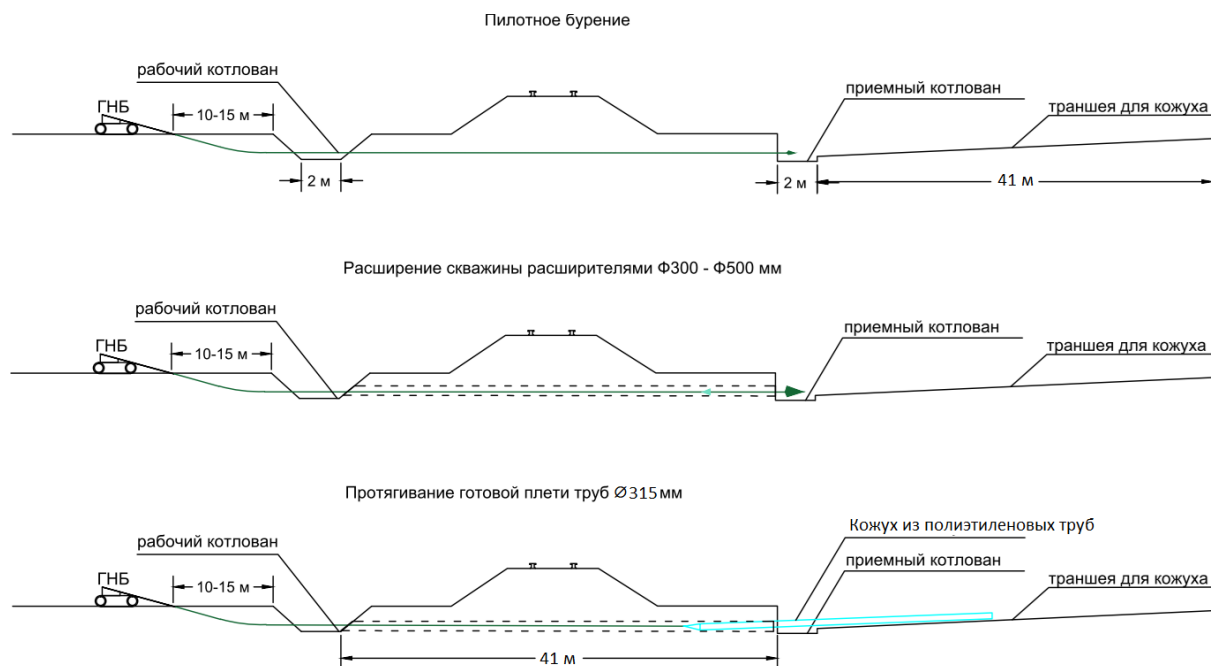 Пилотное бурение
рабочий котлован
ГНБ
10-15 м
приемный котлован
траншея для кожуха
2 м
2 м
41 м
Расширение скважины расширителями Ф300 - Ф500 мм
рабочий котлован
ГНБ
10-15 м
приемный котлован
траншея для кожуха
Протягивание готовой плети труб Ø315 мм
рабочий котлован
Кожух из полиэтиленовых труб
приемный котлован
ГНБ
10-15 м
траншея для кожуха
41 м